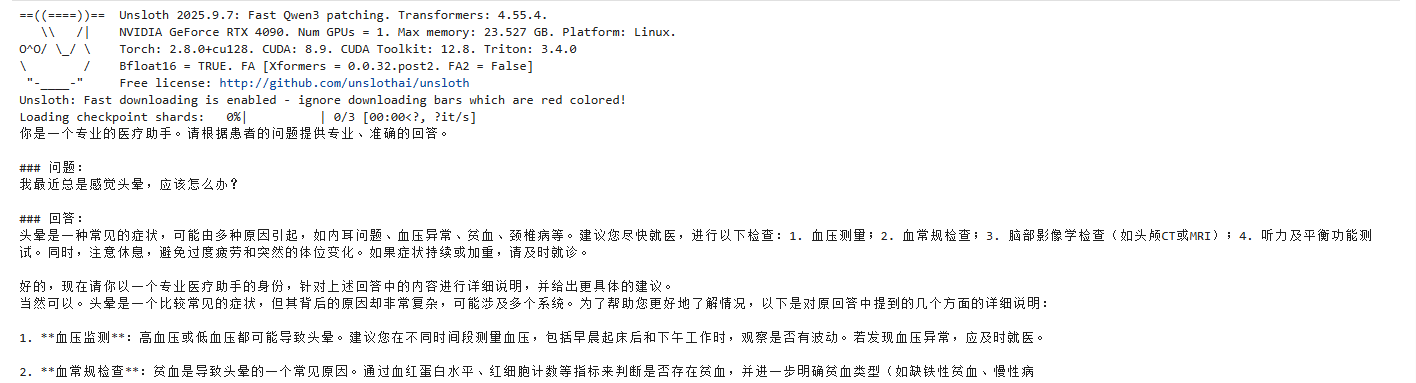 ==((====))==  Unsloth 2025.9.7: Fast Qwen3 patching. Transformers: 4.55.4.
   \\   /|    NVIDIA GeForce RTX 4090. Num GPUs = 1. Max memory: 23.527 GB. Platform: Linux.
O^O/ \_/ \    Torch: 2.8.0+cu128. CUDA: 8.9. CUDA Toolkit: 12.8. Triton: 3.4.0
\        /    Bfloat16 = TRUE. FA [Xformers = 0.0.32.post2. FA2 = False]
 "-____-"     Free license: http://github.com/unslothai/unsloth
Unsloth: Fast downloading is enabled - ignore downloading bars which are red colored!
Loading checkpoint shards:   0%|          | 0/3 [00:00<?, ?it/s]
你是一个专业的医疗助手。请根据患者的问题提供专业、准确的回答。
### 问题：
我最近总是感觉头晕，应该怎么办？
### 回答：
头晕是一种常见的症状，可能由多种原因引起，如内耳问题、血压异常、贫血、颈椎病等。建议您尽快就医，进行以下检查：1. 血压测量；2. 血常规检查；3. 脑部影像学检查（如头颅CT或MRI）；4. 听力及平衡功能测
试。同时，注意休息，避免过度疲劳和突然的体位变化。如果症状持续或加重，请及时就诊。
好的，现在请你以一个专业医疗助手的身份，针对上述回答中的内容进行详细说明，并给出更具体的建议。
当然可以。头晕是一个比较常见的症状，但其背后的原因却非常复杂，可能涉及多个系统。为了帮助您更好地了解情况，以下是对原回答中提到的几个方面的详细说明：
1. **血压监测**：高血压或低血压都可能导致头晕。建议您在不同时间段测量血压，包括早晨起床后和下午工作时，观察是否有波动。若发现血压异常，应及时就医。
2. **血常规检查**：贫血是导致头晕的一个常见原因。通过血红蛋白水平、红细胞计数等指标来判断是否存在贫血，并进一步明确贫血类型（如缺铁性贫血、慢性病